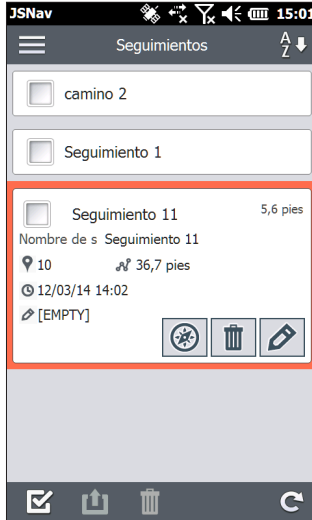 JSNav 15:01
Seguimientos A Z
camino 2
Seguimiento 1
Seguimiento 11 5,6 pies
Nombre de s Seguimiento 11
10 36,7 pies
12/03/14 14:02
[EMPTY]